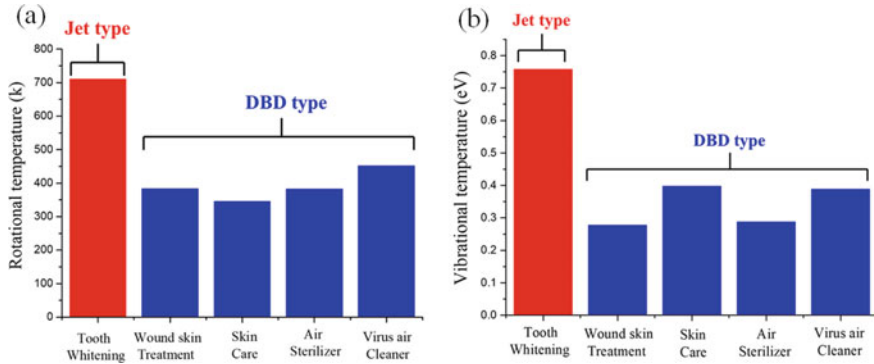 (a)
Jet type
DBD type
Rotational temperature (k)
800
700
600
500
400
300
200
100
0
Tooth
Whitening
Wound skin
Treatment
Skin
Care
Air
Sterilizer
Virus air
Cleaner
(b)
Jet type
DBD type
Vibrational temperature (eV)
0.8
0.7
0.6
0.5
0.4
0.3
0.2
0.1
0.0
Tooth
Whitening
Wound skin
Treatment
Skin
Care
Air
Sterilizer
Virus air
Cleaner